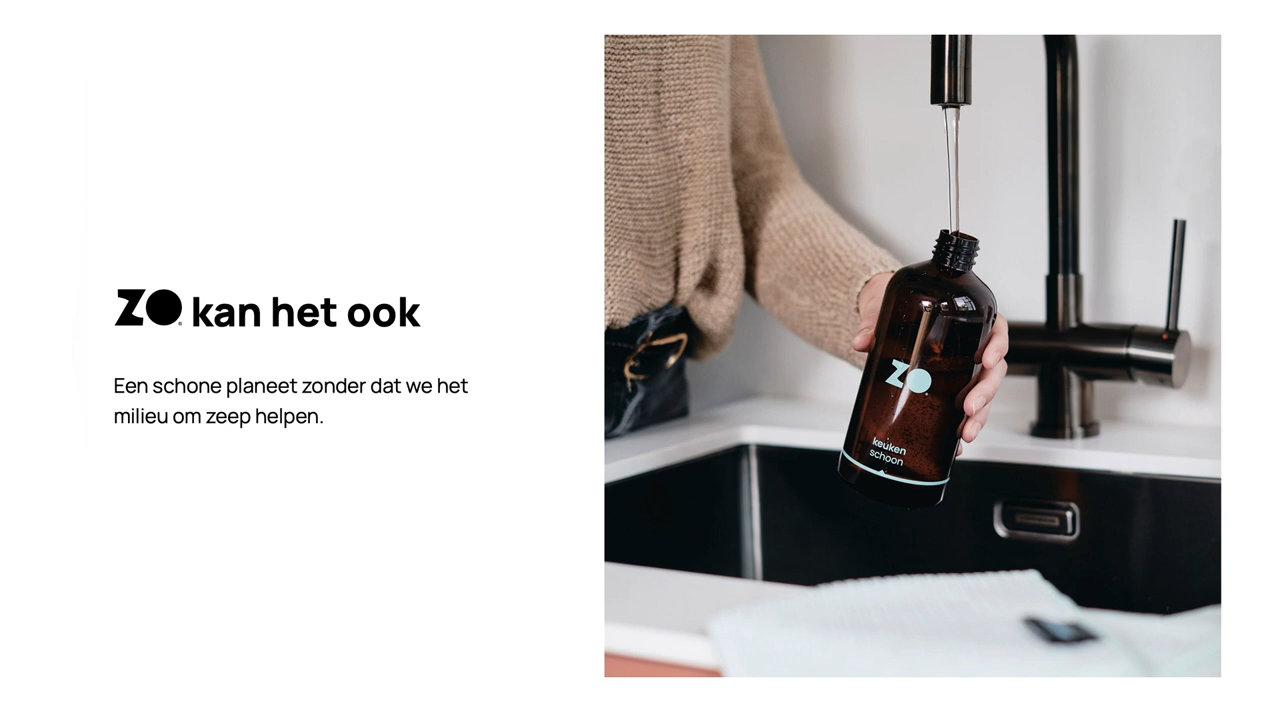 ZO kan het ook
Een schone planeet zonder dat we het
milieu om zeep helpen.
ZO
keuken
schoon